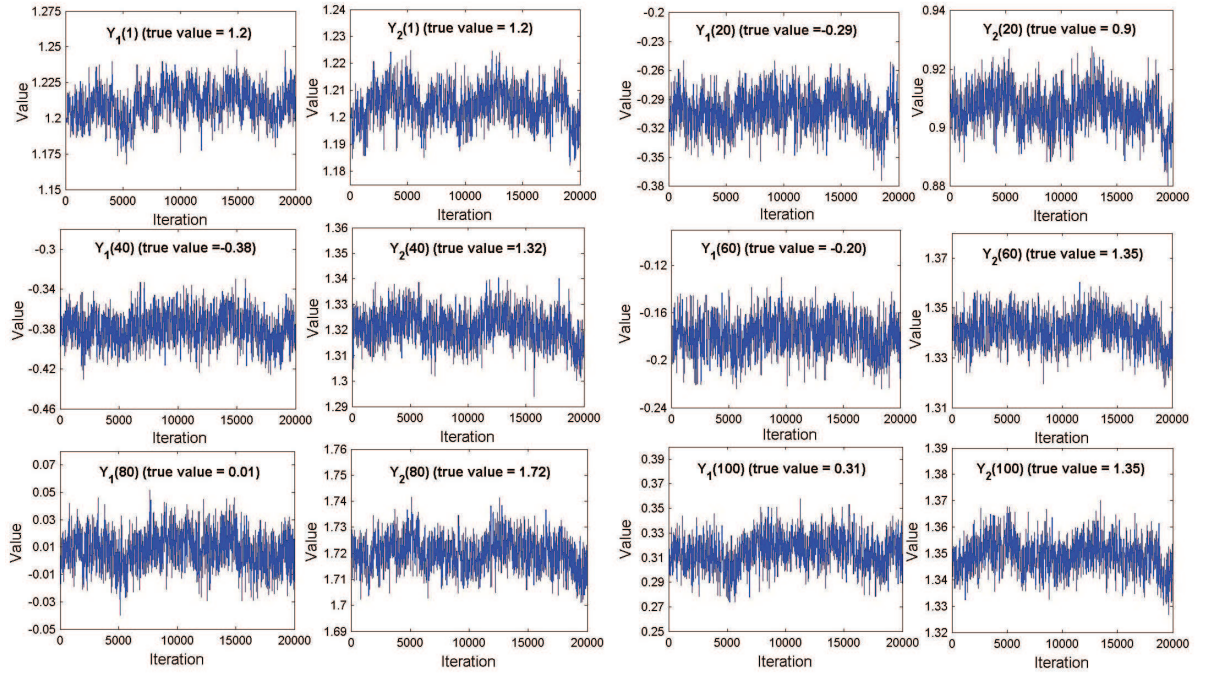 Y1(1) (true value = 1.2)
Value
1.275
1.25
1.225
1.2
1.175
1.15
0 5000 10000 15000 20000
Iteration
Y2(1) (true value = 1.2)
Value
1.24
1.22
1.21
1.20
1.18
1.17
0 5000 10000 15000 20000
Iteration
Y1(20) (true value =-0.29)
Value
-0.2
-0.23
-0.26
-0.29
-0.32
-0.35
-0.38
0 5000 10000 15000 20000
Iteration
Y2(20) (true value = 0.9)
Value
0.94
0.92
0.9
0.88
0 5000 10000 15000 20000
Iteration
Y1(40) (true value =-0.38)
Value
-0.3
-0.34
-0.38
-0.42
-0.46
0 5000 10000 15000 20000
Iteration
Y2(40) (true value =1.32)
Value
1.36
1.34
1.33
1.32
1.31
1.3
1.29
0 5000 10000 15000 20000
Iteration
Y1(60) (true value = -0.20)
Value
-0.12
-0.16
-0.2
-0.24
0 5000 10000 15000 20000
Iteration
Y2(60) (true value = 1.35)
Value
1.37
1.35
1.33
1.31
0 5000 10000 15000 20000
Iteration
Y1(80) (true value = 0.01)
Value
0.07
0.05
0.03
0.01
-0.01
-0.03
-0.05
0 5000 10000 15000 20000
Iteration
Y2(80) (true value = 1.72)
Value
1.76
1.74
1.73
1.72
1.71
1.7
1.69
0 5000 10000 15000 20000
Iteration
Y1(100) (true value = 0.31)
Value
0.39
0.37
0.35
0.33
0.31
0.29
0.27
0.25
0 5000 10000 15000 20000
Iteration
Y2(100) (true value = 1.35)
Value
1.39
1.38
1.36
1.35
1.34
1.33
1.32
0 5000 10000 15000 20000
Iteration